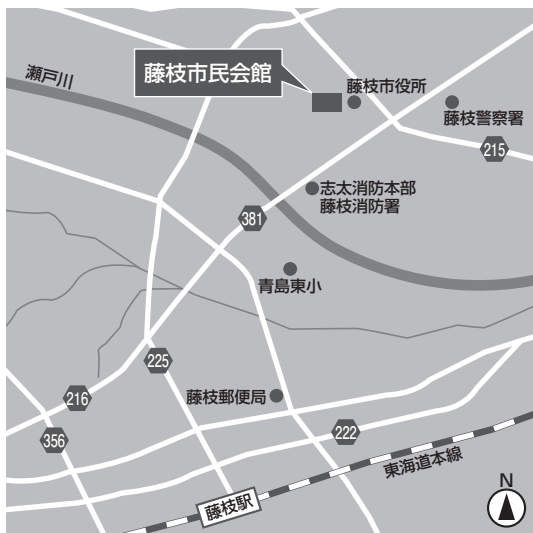 瀬戸川
藤枝市民会館
藤枝市役所
藤枝警察署
215
志太消防本部
藤枝消防署
381
青島東小
225
216
藤枝郵便局
356
222
東海道本線
藤枝駅
N